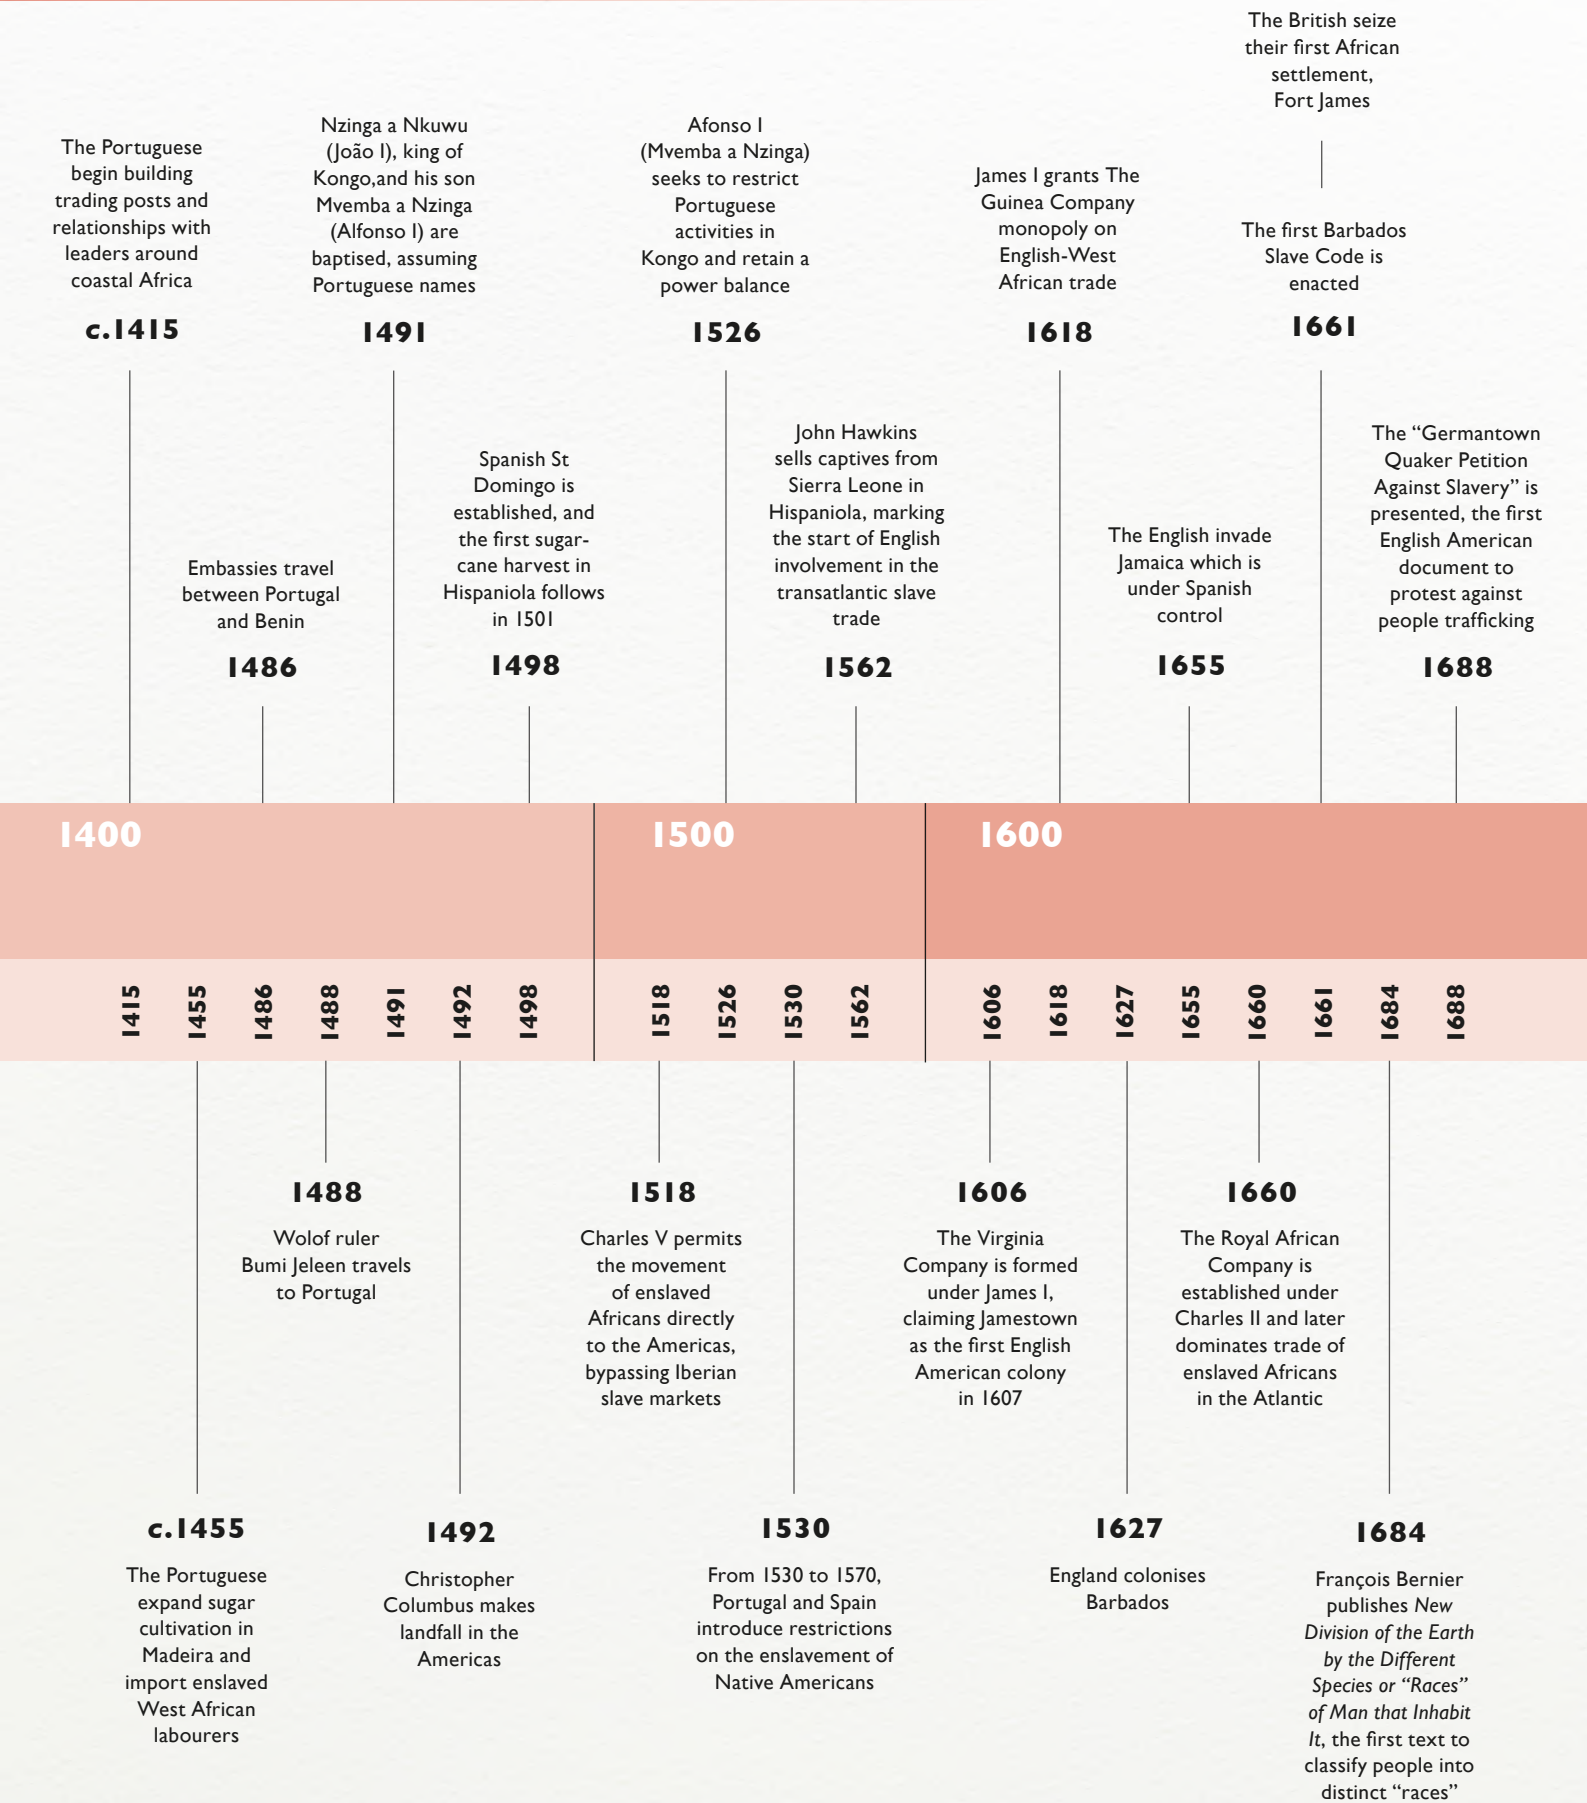 The British seize
their first African
settlement,
Fort James
The Portuguese
begin building
trading posts and
relationships with
leaders around
coastal Africa
c.1415
Nzinga a Nkuwu
(João I), king of
Kongo,and his son
Mvemba a Nzinga
(Alfonso I) are
baptised, assuming
Portuguese names
1491
Afonso I
(Mvemba a Nzinga)
seeks to restrict
Portuguese
activities in
Kongo and retain a
power balance
1526
James I grants The
Guinea Company
monopoly on
English-West
African trade
1618
The first Barbados
Slave Code is
enacted
1661
Embassies travel
between Portugal
and Benin
1486
Spanish St
Domingo is
established, and
the first sugar-
cane harvest in
Hispaniola follows
in 1501
1498
John Hawkins
sells captives from
Sierra Leone in
Hispaniola, marking
the start of English
involvement in the
transatlantic slave
trade
1562
The English invade
Jamaica which is
under Spanish
control
1655
The “Germantown
Quaker Petition
Against Slavery” is
presented, the first
English American
document to
protest against
people trafficking
1688
1400
1500
1600
1415
1455
1486
1488
1491
1492
1498
1518
1526
1530
1562
1606
1618
1627
1655
1660
1661
1684
1688
1488
Wolof ruler
Bumi Jeleen travels
to Portugal
1518
Charles V permits
the movement
of enslaved
Africans directly
to the Americas,
bypassing Iberian
slave markets
1606
The Virginia
Company is formed
under James I,
claiming Jamestown
as the first English
American colony
in 1607
1660
The Royal African
Company is
established under
Charles II and later
dominates trade of
enslaved Africans
in the Atlantic
c.1455
The Portuguese
expand sugar
cultivation in
Madeira and
import enslaved
West African
labourers
1492
Christopher
Columbus makes
landfall in the
Americas
1530
From 1530 to 1570,
Portugal and Spain
introduce restrictions
on the enslavement of
Native Americans
1627
England colonises
Barbados
1684
François Bernier
publishes New
Division of the Earth
by the Different
Species or “Races”
of Man that Inhabit
It, the first text to
classify people into
distinct “races”